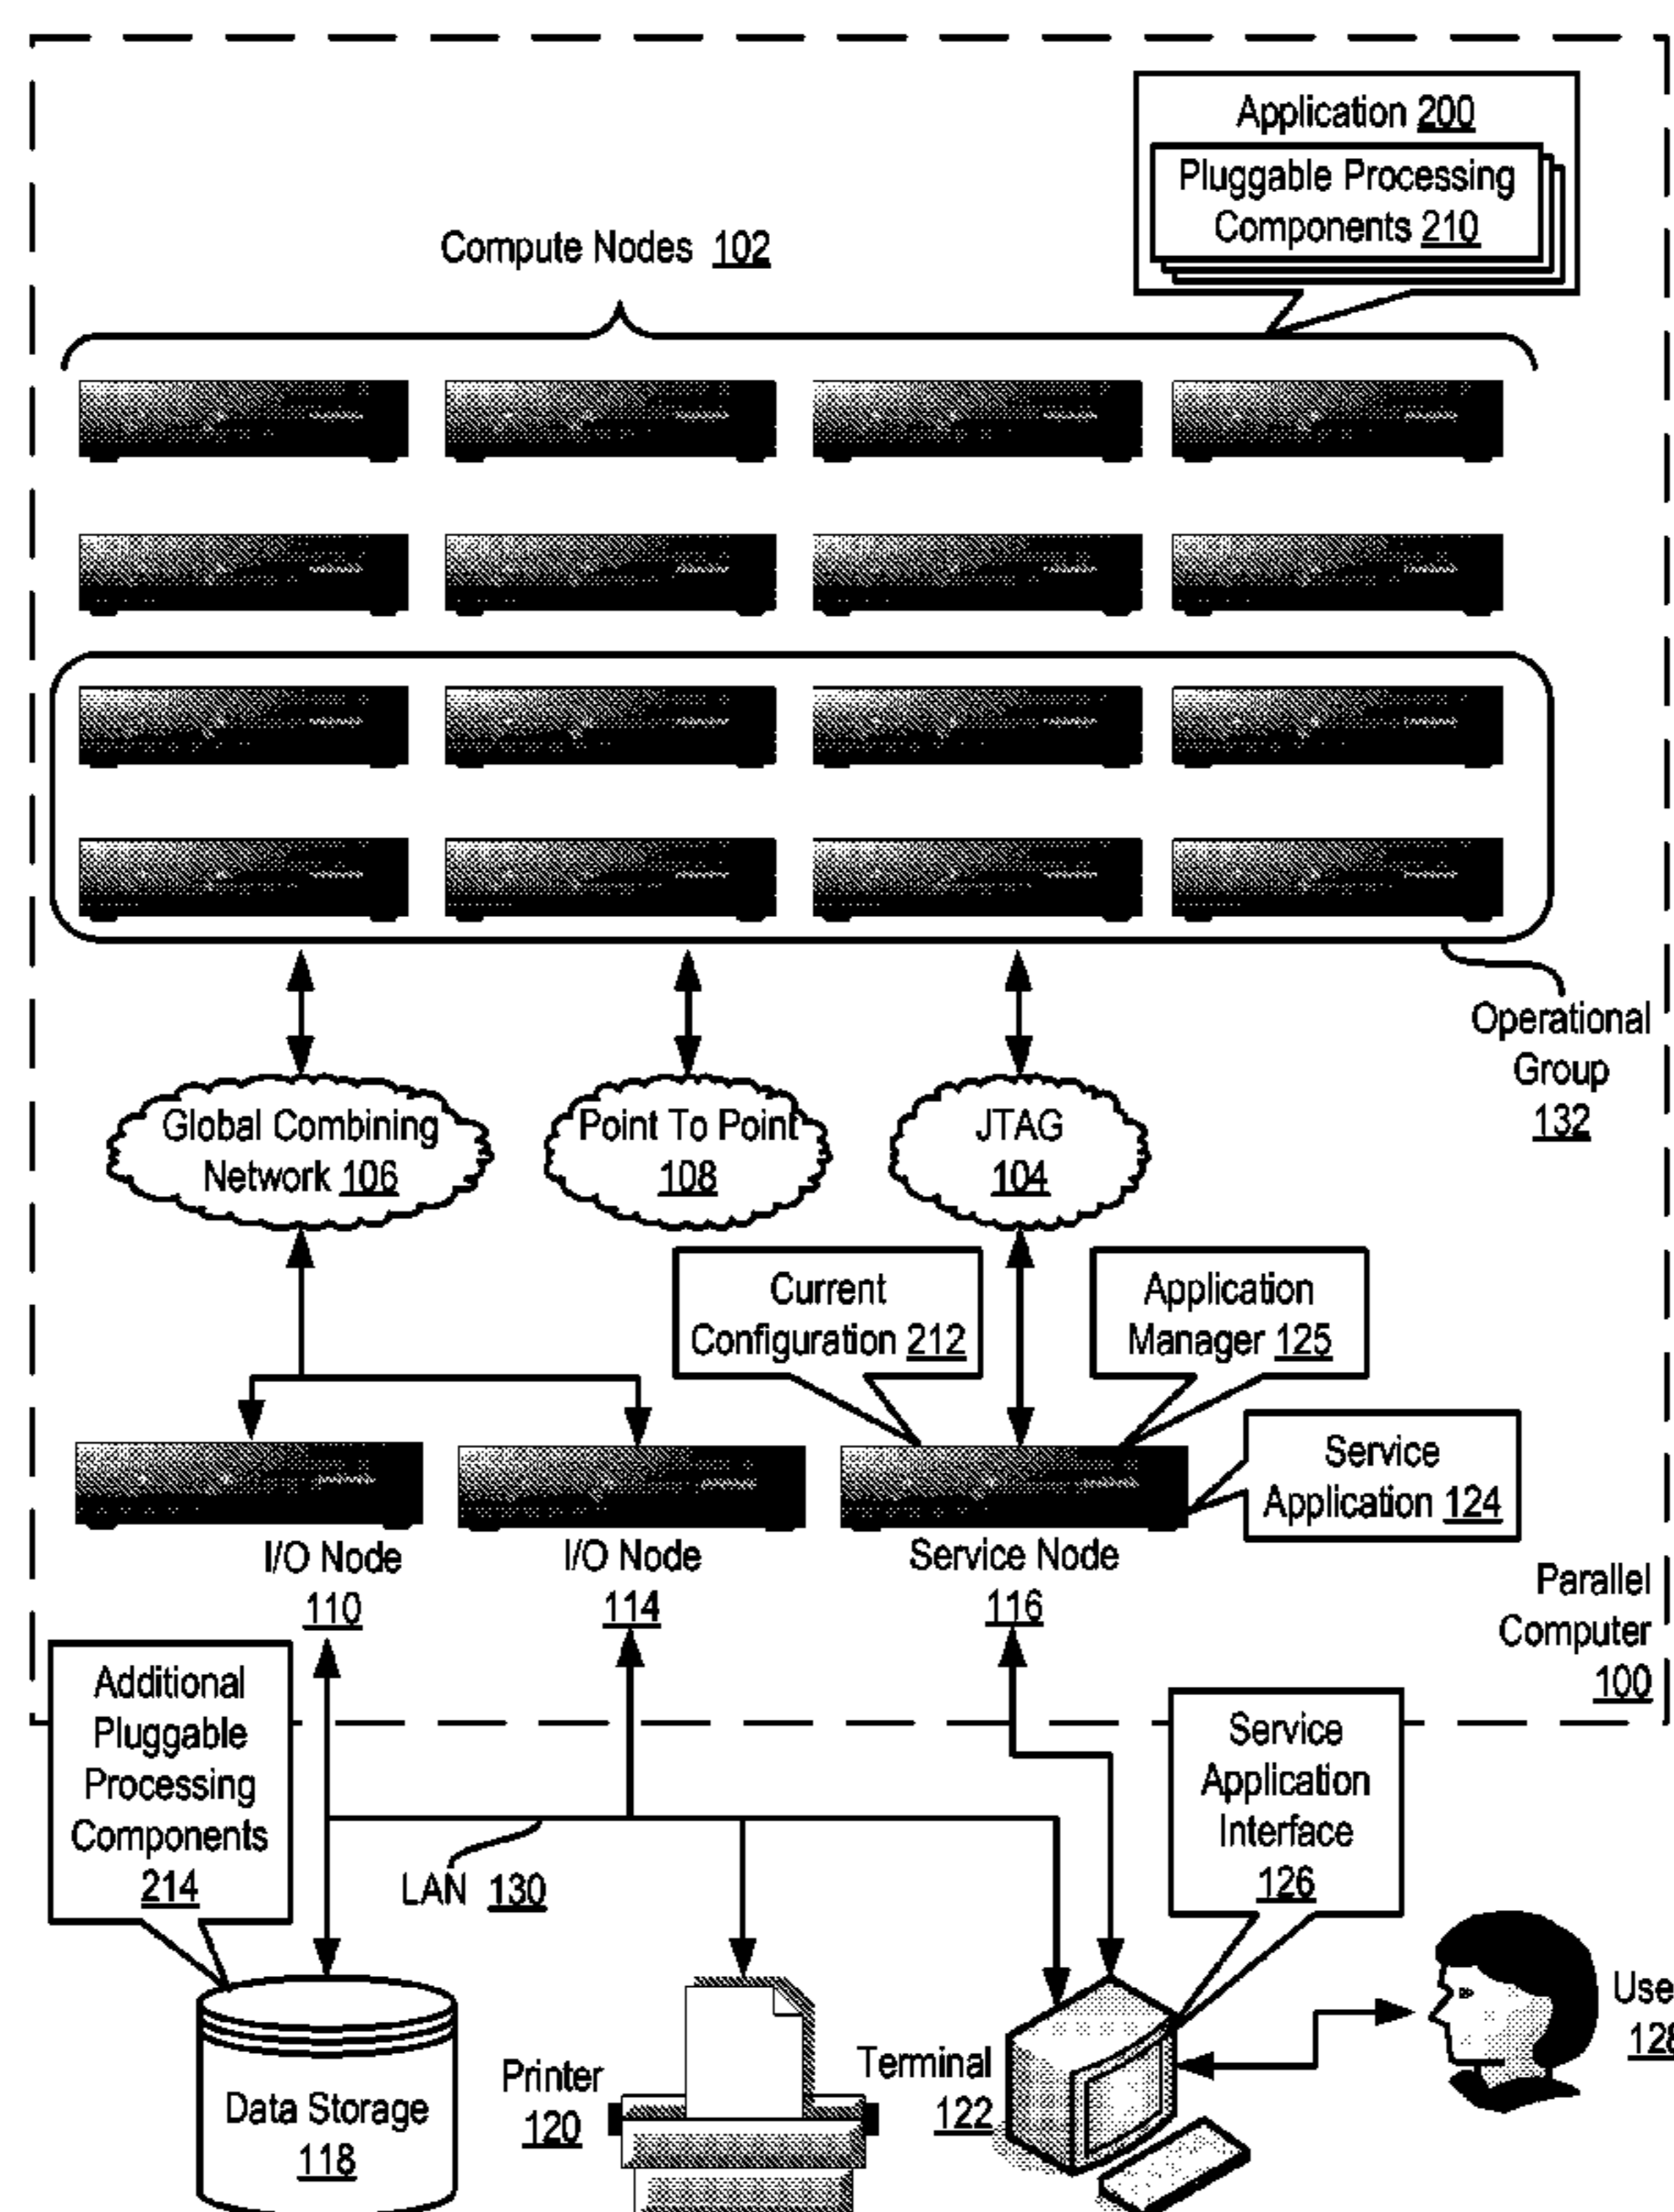 Application 200
Pluggable Processing
Components 210
Compute Nodes 102
Operational
Group
132
Global Combining
Network 106
Point To Point
108
JTAG
104
Current
Configuration 212
Application
Manager 125
Service
Application 124
I/O Node
110
I/O Node
114
Service Node
116
Parallel
Computer
100
Additional
Pluggable
Processing
Components
214
Service
Application
Interface
126
LAN 130
Data Storage
118
Printer
120
Terminal
122
Use
128